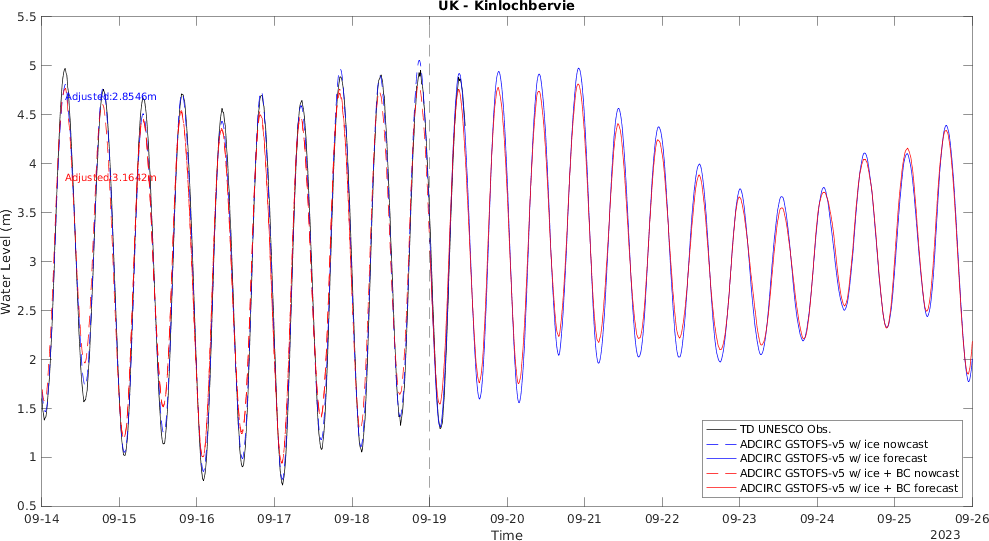 UK - Kinlochbervie
5.5
5
4.5
4
3.5
3
2.5
2
1.5
1
0.5
Water Level (m)
Adjusted:2.8546m
Adjusted:3.1642m
TD UNESCO Obs.
ADCIRC GSTOFS-v5 w/ ice nowcast
ADCIRC GSTOFS-v5 w/ ice forecast
ADCIRC GSTOFS-v5 w/ ice + BC nowcast
ADCIRC GSTOFS-v5 w/ ice + BC forecast
09-14 09-15 09-16 09-17 09-18 09-19 09-20 09-21 09-22 09-23 09-24 09-25 09-26
Time
2023